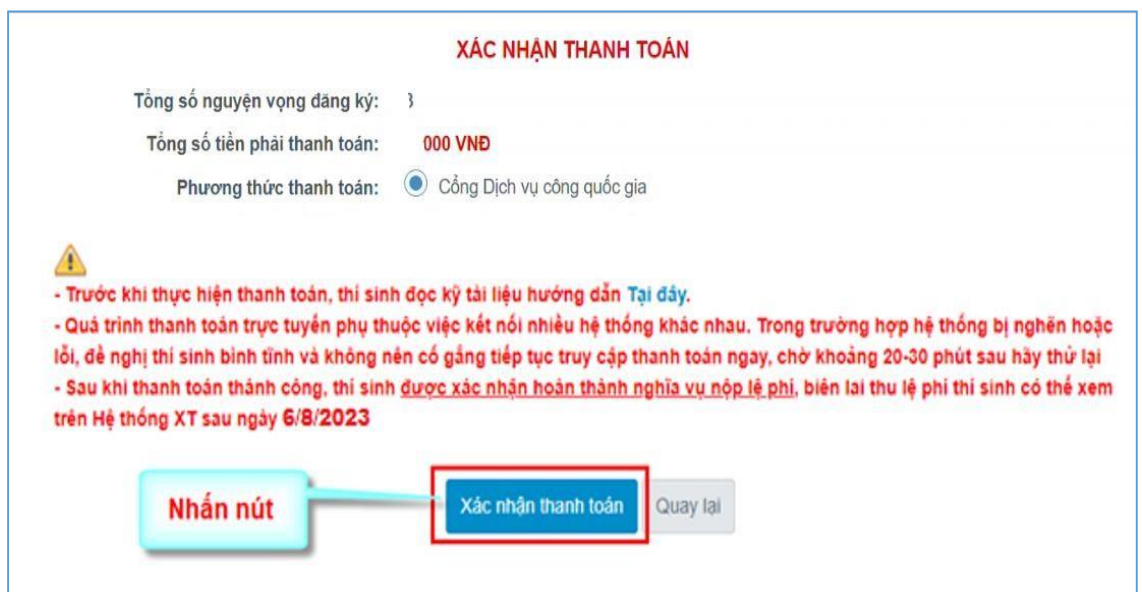 XÁC NHẬN THANH TOÁN
Tổng số nguyện vọng đăng ký: 3
Tổng số tiền phải thanh toán: 000 VNĐ
Phương thức thanh toán: Cổng Dịch vụ công quốc gia
- Trước khi thực hiện thanh toán, thí sinh đọc kỹ tài liệu hướng dẫn Tại đây.
- Quá trình thanh toán trực tuyến phụ thuộc việc kết nối nhiều hệ thống khác nhau. Trong trường hợp hệ thống bị nghẽn hoặc
lỗi, đề nghị thí sinh bình tĩnh và không nên cố gắng tiếp tục truy cập thanh toán ngay, chờ khoảng 20-30 phút sau hãy thử lại
- Sau khi thanh toán thành công, thí sinh được xác nhận hoàn thành nghĩa vụ nộp lệ phí, biên lai thu lệ phí thí sinh có thể xem
trên Hệ thống XT sau ngày 6/8/2023
Nhấn nút
Xác nhận thanh toán
Quay lại